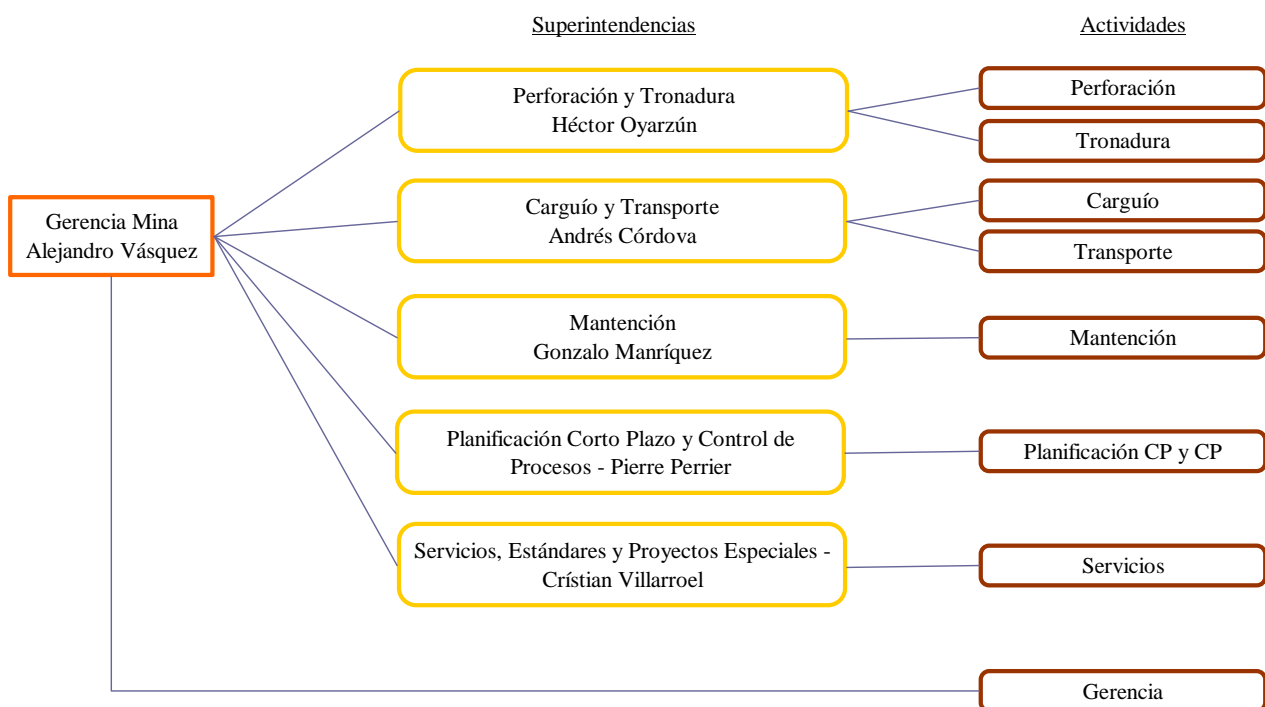 Superintendencias
Actividades
Gerencia Mina
Alejandro Vásquez
Perforación y Tronadura
Héctor Oyarzún
Perforación
Tronadura
Carguío y Transporte
Andrés Córdova
Carguío
Transporte
Mantención
Gonzalo Manríquez
Mantención
Planificación Corto Plazo y Control de
Procesos - Pierre Perrier
Planificación CP y CP
Servicios, Estándares y Proyectos Especiales -
Crístian Villarroel
Servicios
Gerencia